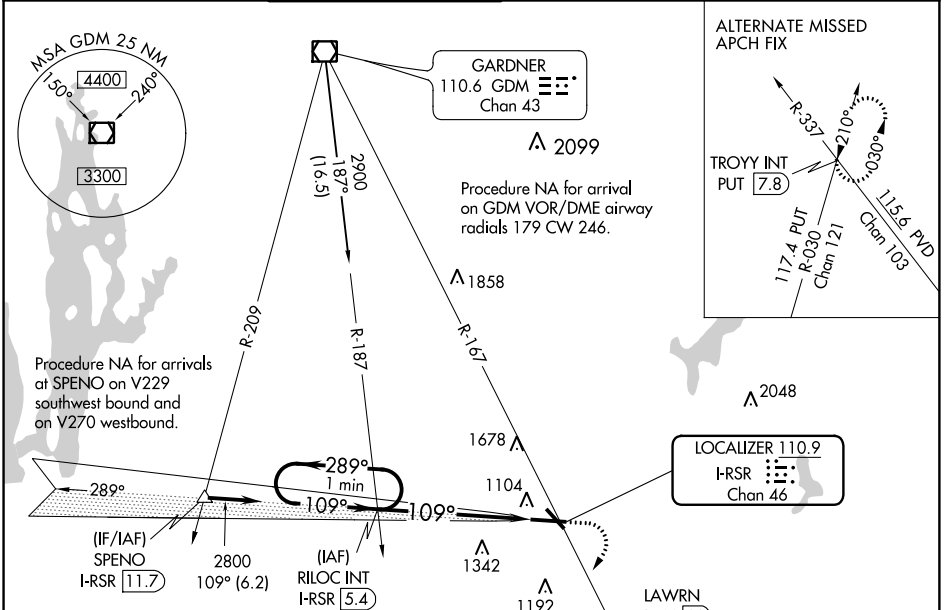 MSA GDM 25 NM
150°
4400
240°
3300
GARDNER
110.6 GDM
Chan 43
2900
187°
(16.5)
2099
Procedure NA for arrival
on GDM VOR/DME airway
radials 179 CW 246.
1858
R-209
R-187
R-167
ALTERNATE MISSED
APCH FIX
R-337
210°
030°
TROYY INT
PUT 7.8
117.4 PUT
R-030
Chan 121
115.6 PVD
Chan 103
Procedure NA for arrivals
at SPENO on V229
southwest bound and
on V270 westbound.
2048
1678
LOCALIZER 110.9
I-RSR
Chan 46
289°
289°
1 min
109°
109°
1104
(IF/IAF)
SPENO
I-RSR 11.7
2800
109° (6.2)
(IAF)
RILOC INT
I-RSR 5.4
1342
1192
LAWRN